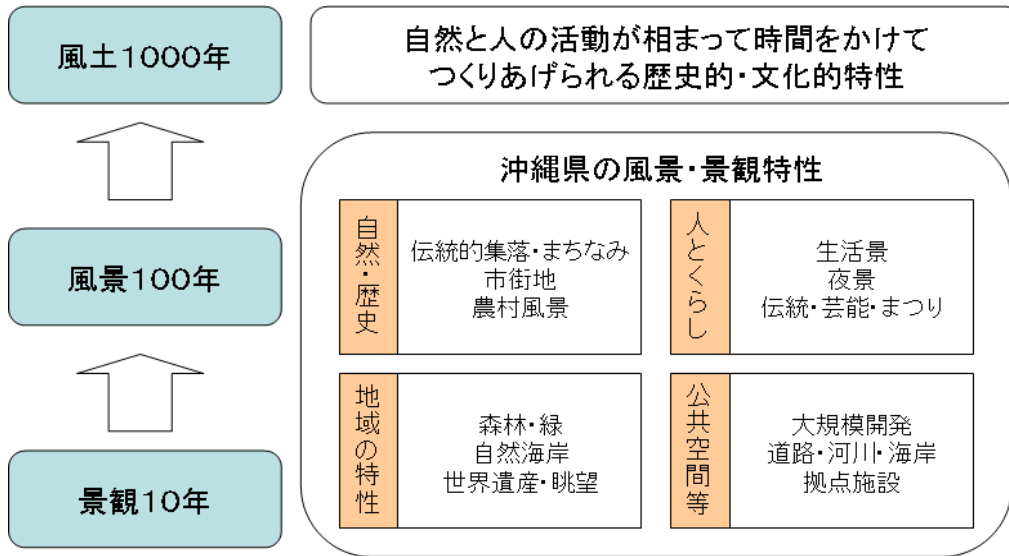 風土1000年
自然と人の活動が相まって時間をかけて
つくりあげられる歴史的・文化的特性
風景100年
景観10年
沖縄県の風景・景観特性
自然・歴史
伝統的集落・まちなみ
市街地
農村風景
人とくらし
生活景
夜景
伝統・芸能・まつり
地域の特性
森林・緑
自然海岸
世界遺産・眺望
公共空間等
大規模開発
道路・河川・海岸
拠点施設